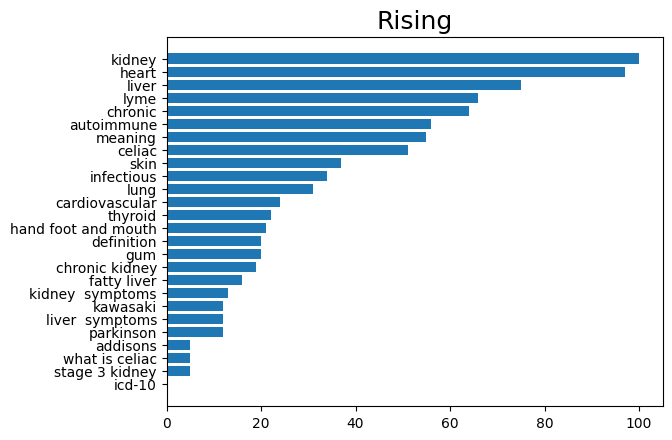 Rising
kidney
heart
liver
lyme
chronic
autoimmune
meaning
celiac
skin
infectious
lung
cardiovascular
thyroid
hand foot and mouth
definition
gum
chronic kidney
fatty liver
kidney  symptoms
kawasaki
liver  symptoms
parkinson
addisons
what is celiac
stage 3 kidney
icd-10
0 20 40 60 80 100